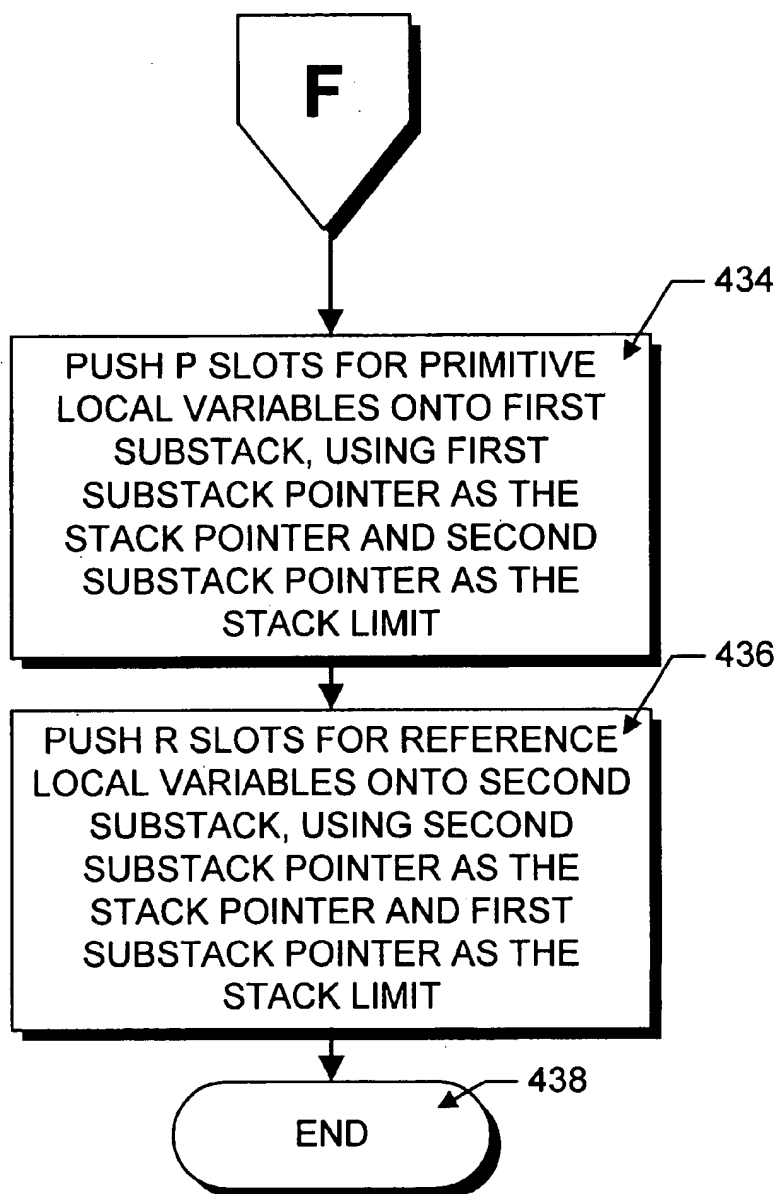 F
434
PUSH P SLOTS FOR PRIMITIVE
LOCAL VARIABLES ONTO FIRST
SUBSTACK, USING FIRST
SUBSTACK POINTER AS THE
STACK POINTER AND SECOND
SUBSTACK POINTER AS THE
STACK LIMIT
436
PUSH R SLOTS FOR REFERENCE
LOCAL VARIABLES ONTO SECOND
SUBSTACK, USING SECOND
SUBSTACK POINTER AS THE
STACK POINTER AND FIRST
SUBSTACK POINTER AS THE
STACK LIMIT
438
END